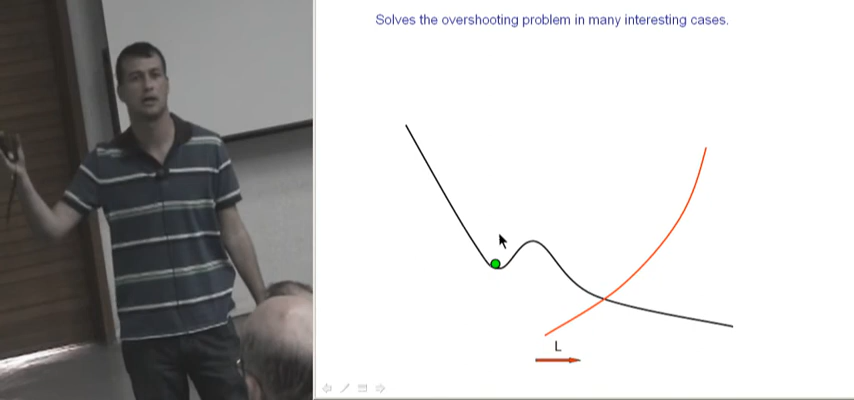 Solves the overshooting problem in many interesting cases.
L